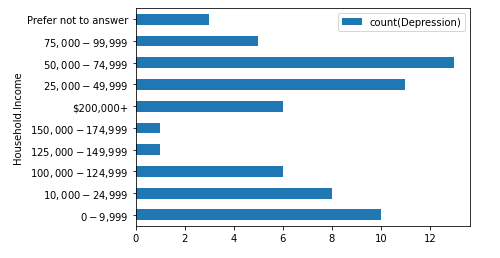 Prefer not to answer
75,000-99,999
50,000-74,999
25,000-49,999
$200,000+
150,000-174,999
125,000-149,999
100,000-124,999
10,000-24,999
0-9,999
Household.Income
count(Depression)
0 2 4 6 8 10 12